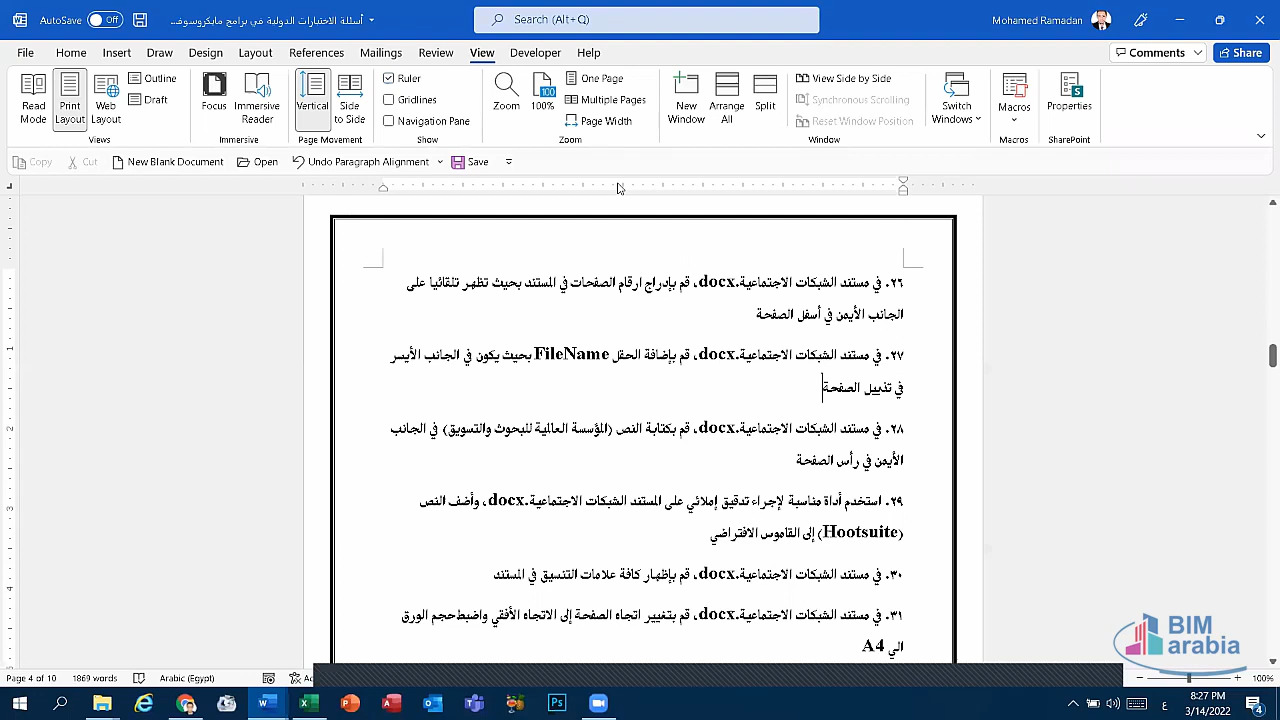 AutoSave Off
أسئلة الاختبارات الدولية في برامج مايكروسوف...
Search (Alt+Q)
Mohamed Ramadan
File Home Insert Draw Design Layout References Mailings Review View Developer Help
Comments Share
Read Mode
Print Layout
Web Layout
Outline
Draft
Views
Focus
Immersive Reader
Immersive
Vertical
Side to Side
Page Movement
Ruler
Gridlines
Navigation Pane
Show
Zoom
100%
One Page
Multiple Pages
Page Width
Zoom
New Window
Arrange All
Split
View Side by Side
Synchronous Scrolling
Reset Window Position
Window
Switch Windows
Macros
Macros
Properties
SharePoint
Copy Cut New Blank Document Open Undo Paragraph Alignment Save
٢٦. في مستند الشبكات الاجتماعية.docx، قم بإدراج ارقام الصفحات في المستند بحيث تظهر تلقائيا على
الجانب الأيمن في أسفل الصفحة
٢٧. في مستند الشبكات الاجتماعية.docx، قم بإضافة الحقل FileName بحيث يكون في الجانب الأيسر
في تذييل الصفحة
٢٨. في مستند الشبكات الاجتماعية.docx، قم بكتابة النص (المؤسسة العالمية للبحوث والتسويق) في الجانب
الأيمن في رأس الصفحة
٢٩. استخدم أداة مناسبة لإجراء تدقيق إملائي على المستند الشبكات الاجتماعية.docx، وأضف النص
(Hootsuite) إلى القاموس الافتراضي
٣٠. في مستند الشبكات الاجتماعية.docx، قم بإظهار كافة علامات التنسيق في المستند
٣١. في مستند الشبكات الاجتماعية.docx، قم بتغيير اتجاه الصفحة إلى الاتجاه الأفقي واضبط حجم الورق
الي A4
BIM
arabia
Page 4 of 10 1869 words Arabic (Egypt)
100%
8:27 PM
3/14/2022